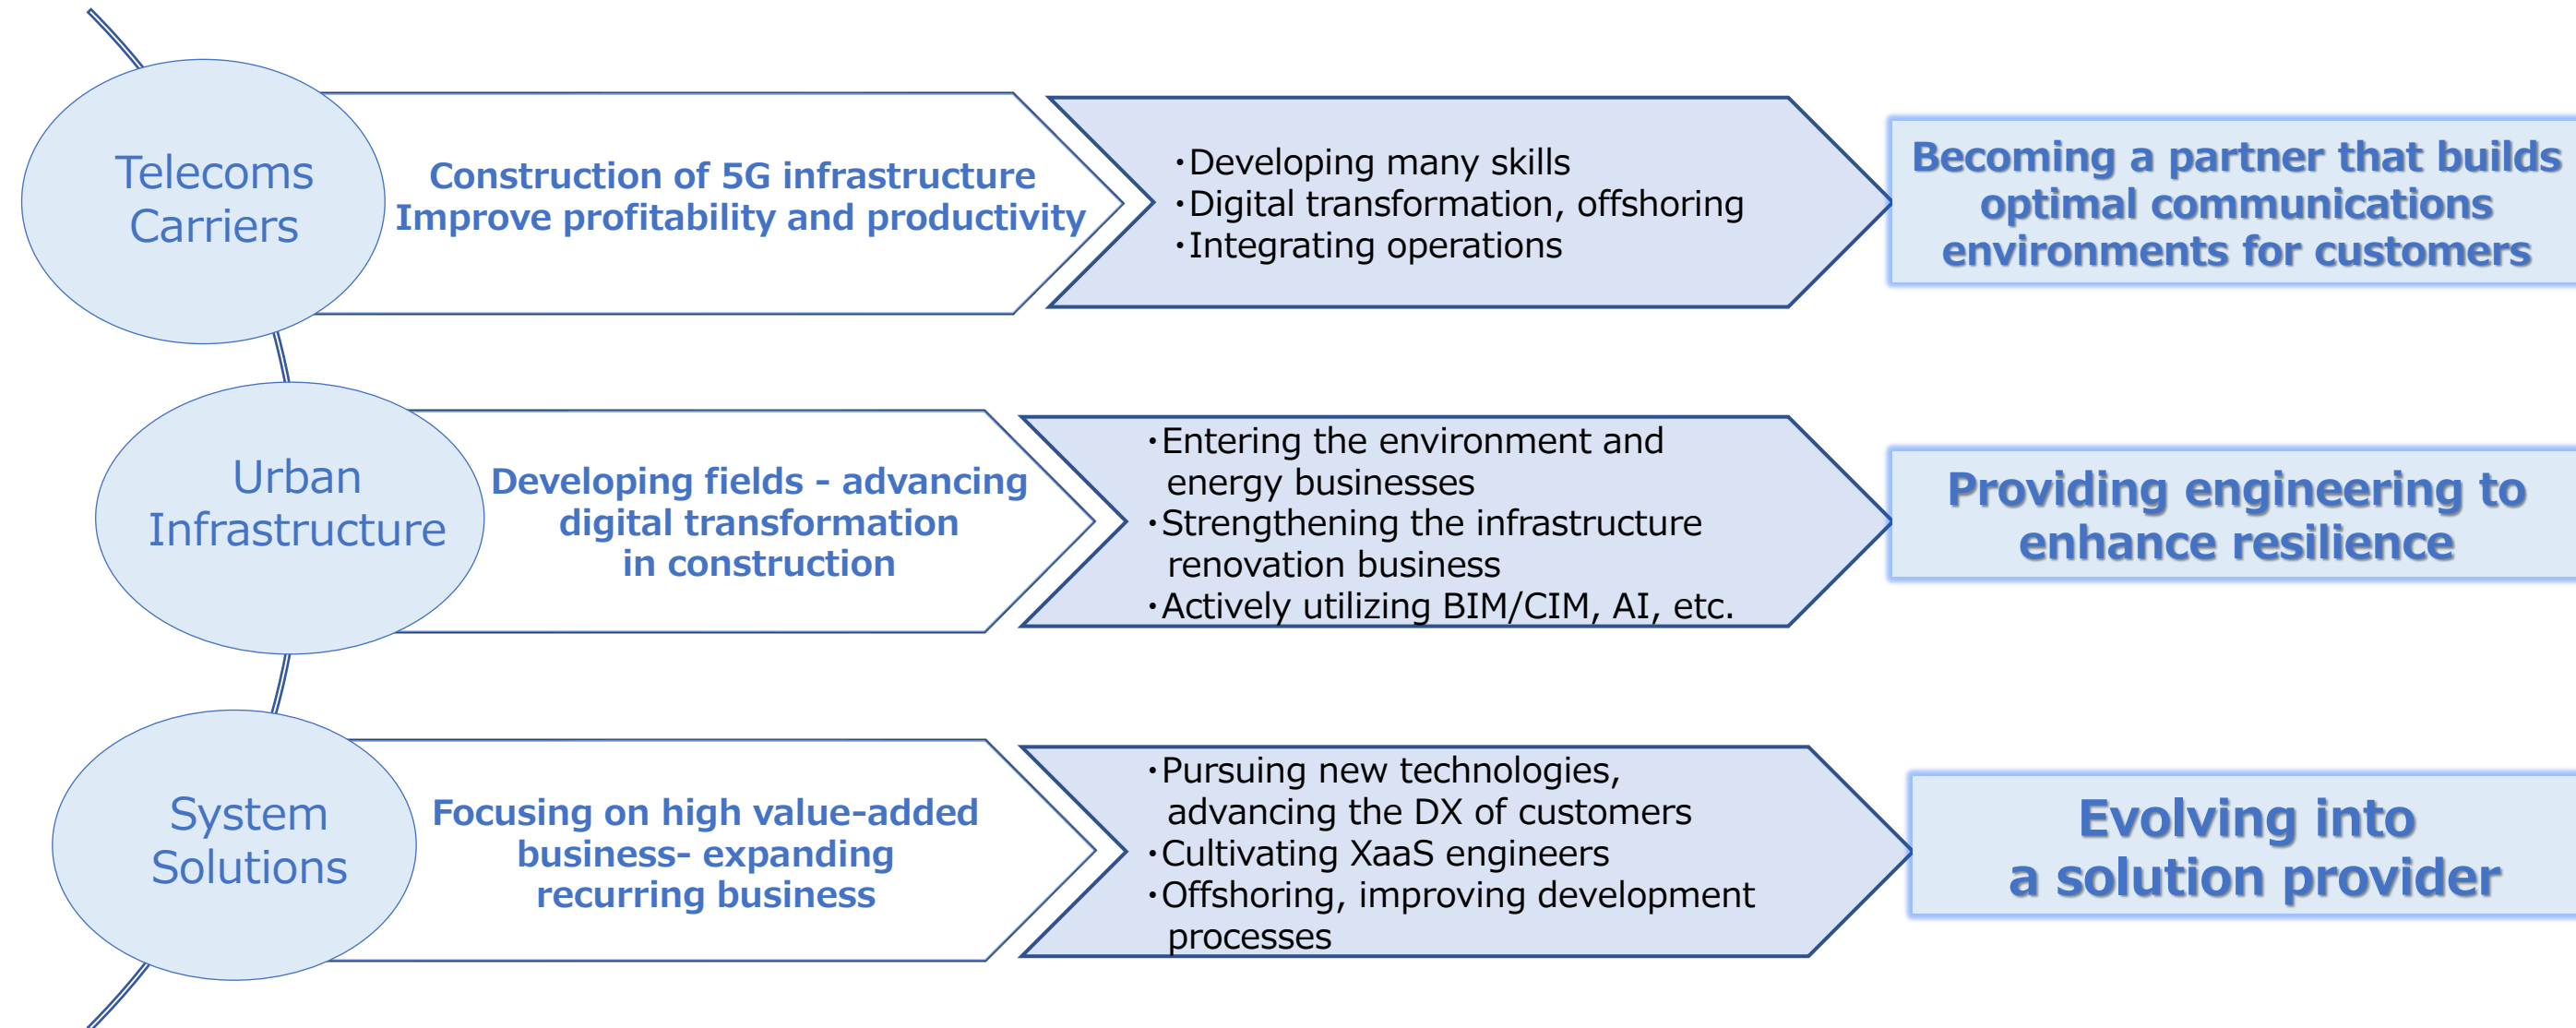 Telecoms
Carriers
Construction of 5G infrastructure
Improve profitability and productivity
・Developing many skills
・Digital transformation, offshoring
・Integrating operations
Becoming a partner that builds
optimal communications
environments for customers
Urban
Infrastructure
Developing fields - advancing
digital transformation
in construction
・Entering the environment and
energy businesses
・Strengthening the infrastructure
renovation business
・Actively utilizing BIM/CIM, AI, etc.
Providing engineering to
enhance resilience
System
Solutions
Focusing on high value-added
business- expanding
recurring business
・Pursuing new technologies,
advancing the DX of customers
・Cultivating XaaS engineers
・Offshoring, improving development
processes
Evolving into
a solution provider